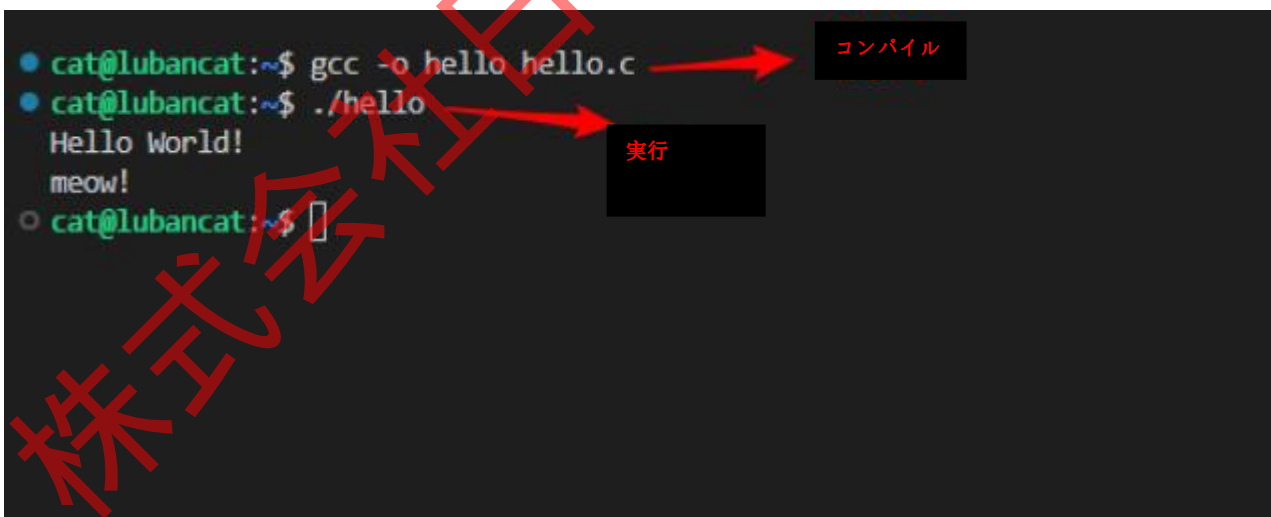 cat@lubancat:~$ gcc -o hello hello.c
コンパイル
cat@lubancat:~$ ./hello
実行
Hello World!
meow!
cat@lubancat:~$
株式会社日